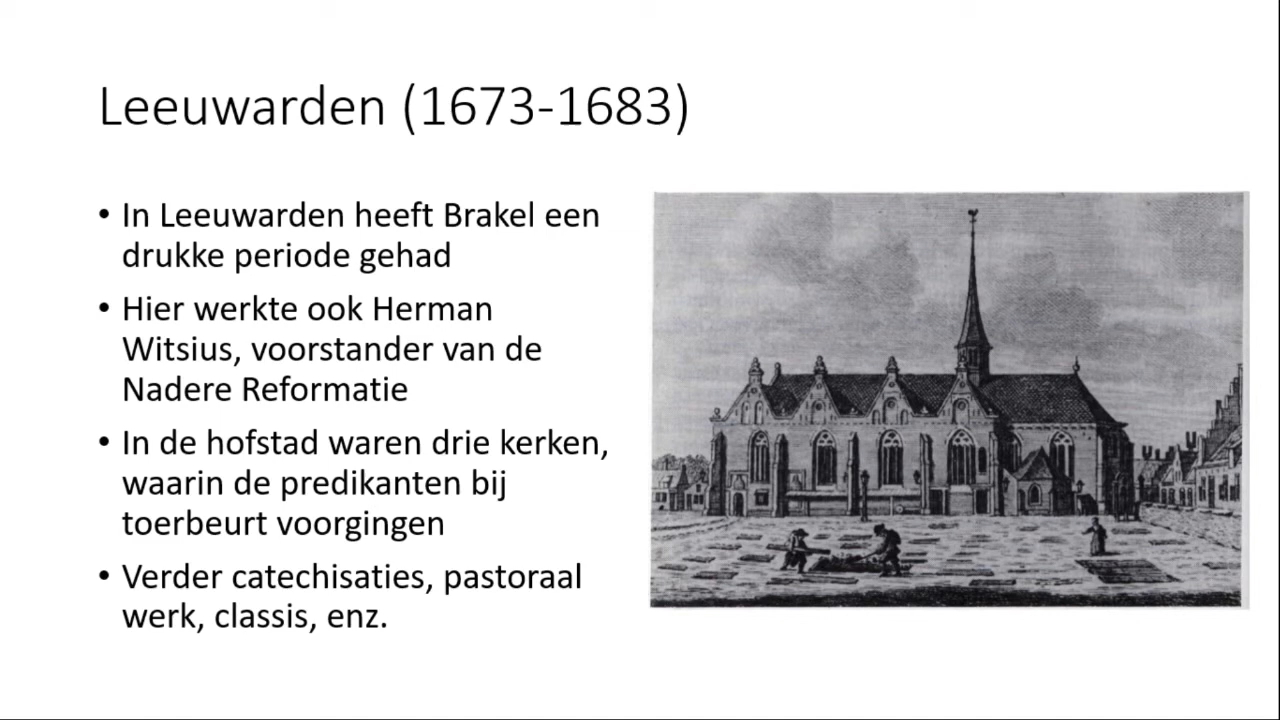 Leeuwarden (1673-1683)
• In Leeuwarden heeft Brakel een
drukke periode gehad
• Hier werkte ook Herman
Witsius, voorstander van de
Nadere Reformatie
• In de hofstad waren drie kerken,
waarin de predikanten bij
toerbeurt voorgingen
• Verder catechisaties, pastoraal
werk, classis, enz.